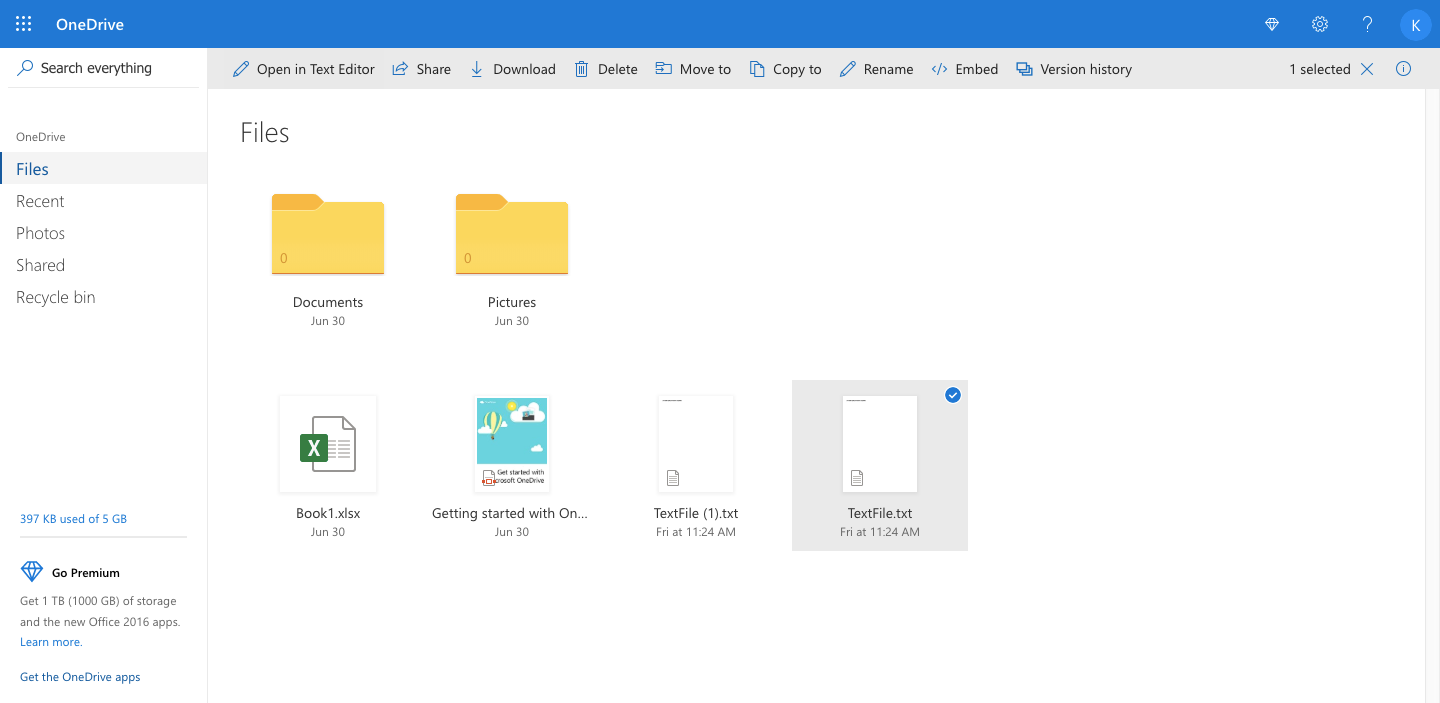 OneDrive
?
K
Search everything
Open in Text Editor
Share
Download
Delete
Move to
Copy to
Rename
Embed
Version history
1 selected
OneDrive
Files
Recent
Photos
Shared
Recycle bin
397 KB used of 5 GB
Go Premium
Get 1 TB (1000 GB) of storage
and the new Office 2016 apps.
Learn more.
Get the OneDrive apps
Files
0
Documents
Jun 30
0
Pictures
Jun 30
X
Book1.xlsx
Jun 30
Get started with
crosoft OneDrive
Getting started with On...
Jun 30
TextFile (1).txt
Fri at 11:24 AM
TextFile.txt
Fri at 11:24 AM